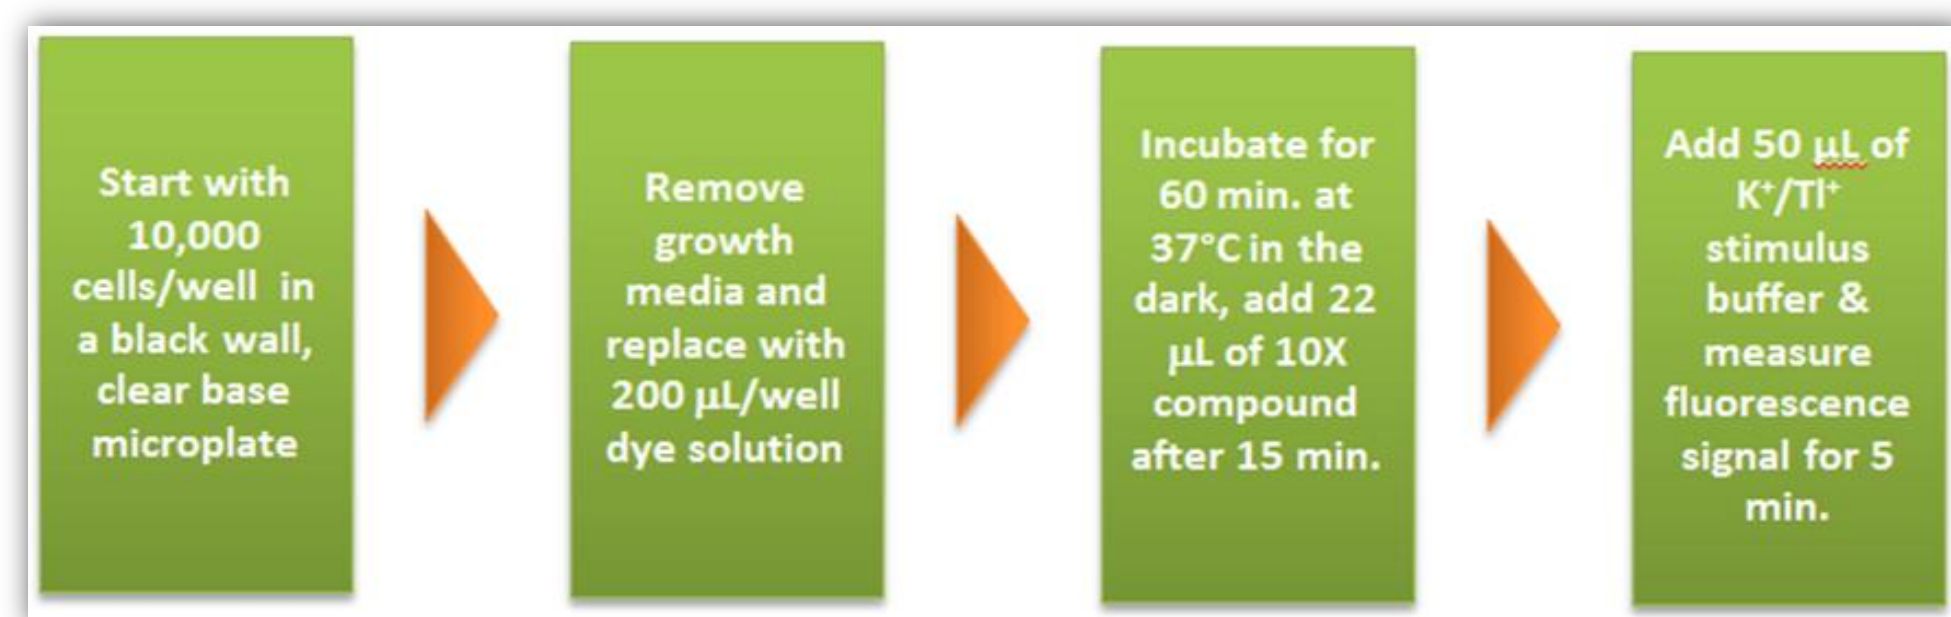 Start with
10,000
cells/well in
a black wall,
clear base
microplate
Remove
growth
media and
replace with
200 µL/well
dye solution
Incubate for
60 min. at
37°C in the
dark, add 22
µL of 10X
compound
after 15 min.
Add 50 µL of
K⁺/Tl⁺
stimulus
buffer &
measure
fluorescence
signal for 5
min.